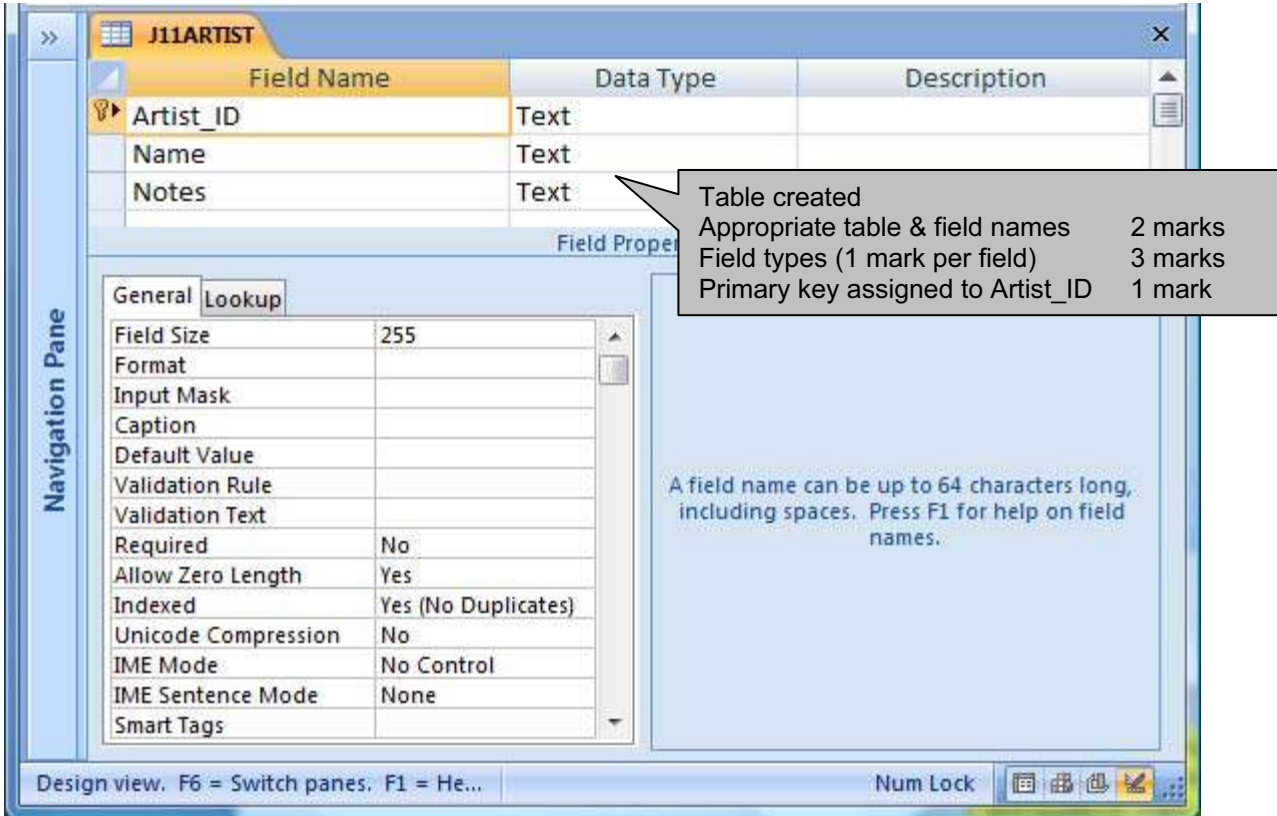 »
J11ARTIST
×
Field Name Data Type Description
Artist_ID Text
Name Text
Notes Text
Table created
Appropriate table & field names 2 marks
Field types (1 mark per field) 3 marks
Primary key assigned to Artist_ID 1 mark
Field Proper
Navigation Pane
General Lookup
Field Size 255
Format
Input Mask
Caption
Default Value
Validation Rule
Validation Text
Required No
Allow Zero Length Yes
Indexed Yes (No Duplicates)
Unicode Compression No
IME Mode No Control
IME Sentence Mode None
Smart Tags
A field name can be up to 64 characters long,
including spaces. Press F1 for help on field
names.
Design view. F6 = Switch panes. F1 = He... Num Lock